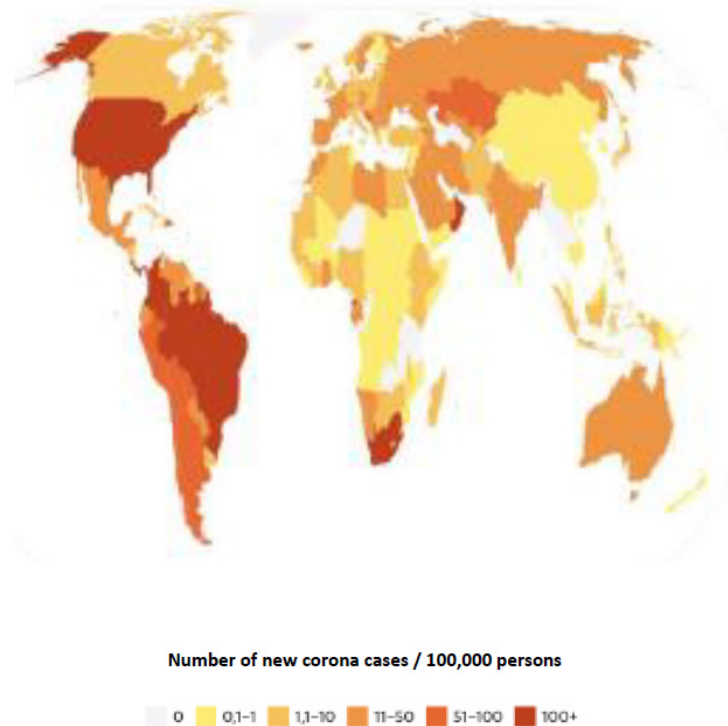 Number of new corona cases / 100,000 persons
0 0,1–1 1,1–10 11–50 51–100 100+